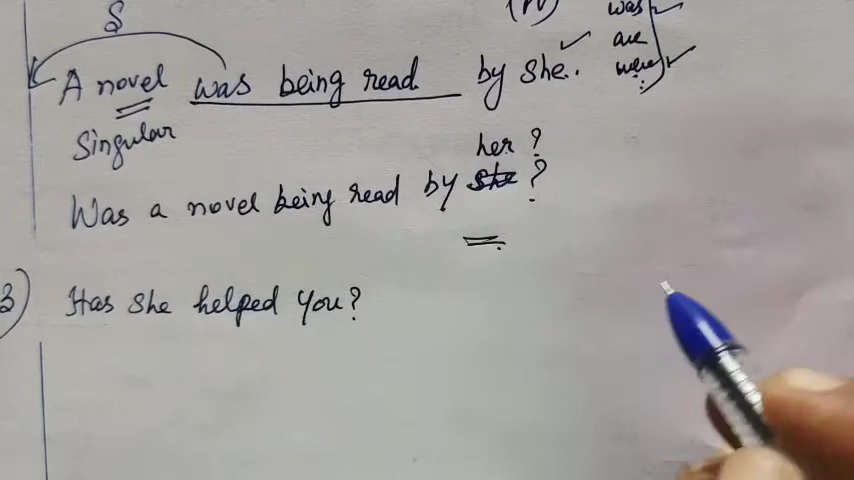 S
was
are
were
A novel was being read by she.
Singular
her ?
Was a novel being read by she ?
3) Has she helped you?